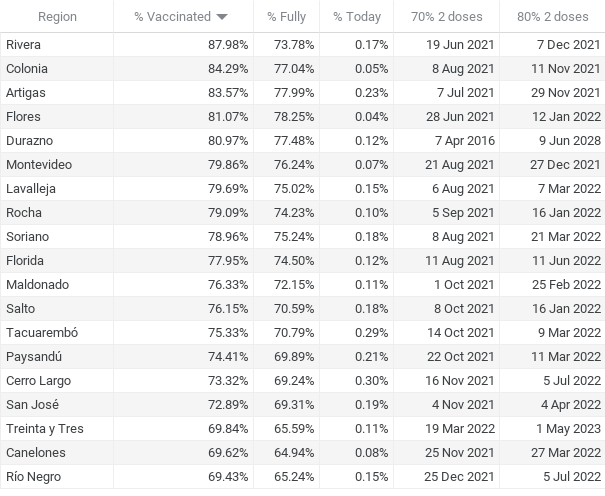 Region % Vaccinated % Fully % Today 70% 2 doses 80% 2 doses
Rivera 87.98% 73.78% 0.17% 19 Jun 2021 7 Dec 2021
Colonia 84.29% 77.04% 0.05% 8 Aug 2021 11 Nov 2021
Artigas 83.57% 77.99% 0.23% 7 Jul 2021 29 Nov 2021
Flores 81.07% 78.25% 0.04% 28 Jun 2021 12 Jan 2022
Durazno 80.97% 77.48% 0.12% 7 Apr 2016 9 Jun 2028
Montevideo 79.86% 76.24% 0.07% 21 Aug 2021 27 Dec 2021
Lavalleja 79.69% 75.02% 0.15% 6 Aug 2021 7 Mar 2022
Rocha 79.09% 74.23% 0.10% 5 Sep 2021 16 Jan 2022
Soriano 78.96% 75.24% 0.18% 8 Aug 2021 21 Mar 2022
Florida 77.95% 74.50% 0.12% 11 Aug 2021 11 Jun 2022
Maldonado 76.33% 72.15% 0.11% 1 Oct 2021 25 Feb 2022
Salto 76.15% 70.59% 0.18% 8 Oct 2021 16 Jan 2022
Tacuarembó 75.33% 70.79% 0.29% 14 Oct 2021 9 Mar 2022
Paysandú 74.41% 69.89% 0.21% 22 Oct 2021 11 Mar 2022
Cerro Largo 73.32% 69.24% 0.30% 16 Nov 2021 5 Jul 2022
San José 72.89% 69.31% 0.19% 4 Nov 2021 4 Apr 2022
Treinta y Tres 69.84% 65.59% 0.11% 19 Mar 2022 1 May 2023
Canelones 69.62% 64.94% 0.08% 25 Nov 2021 27 Mar 2022
Río Negro 69.43% 65.24% 0.15% 25 Dec 2021 5 Jul 2022